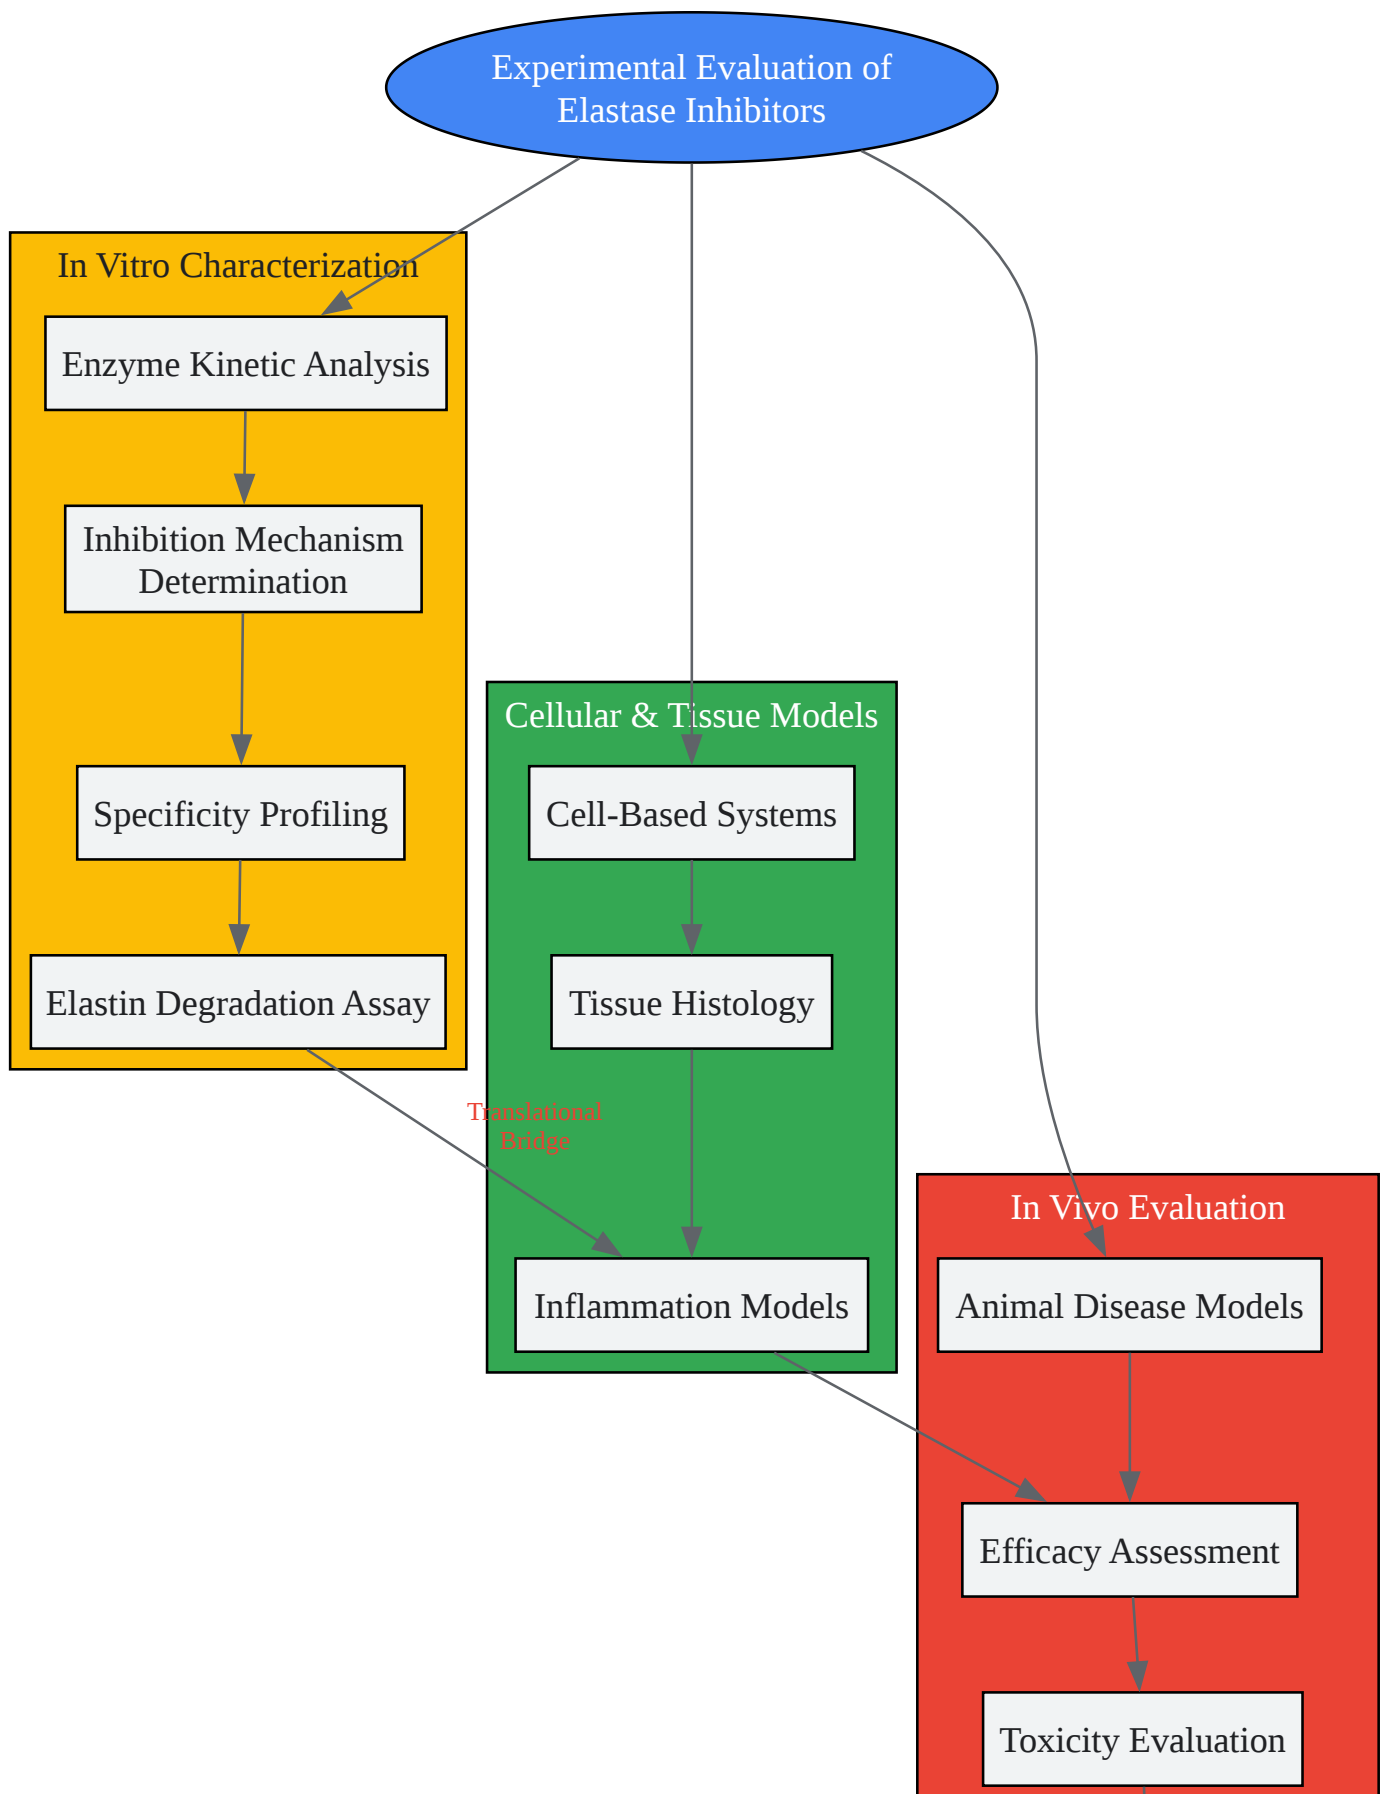 Experimental Evaluation of
Elastase Inhibitors
In Vitro Characterization
Enzyme Kinetic Analysis
Inhibition Mechanism
Determination
Specificity Profiling
Elastin Degradation Assay
Cellular & Tissue Models
Cell-Based Systems
Tissue Histology
Translational
Bridge
Inflammation Models
In Vivo Evaluation
Animal Disease Models
Efficacy Assessment
Toxicity Evaluation